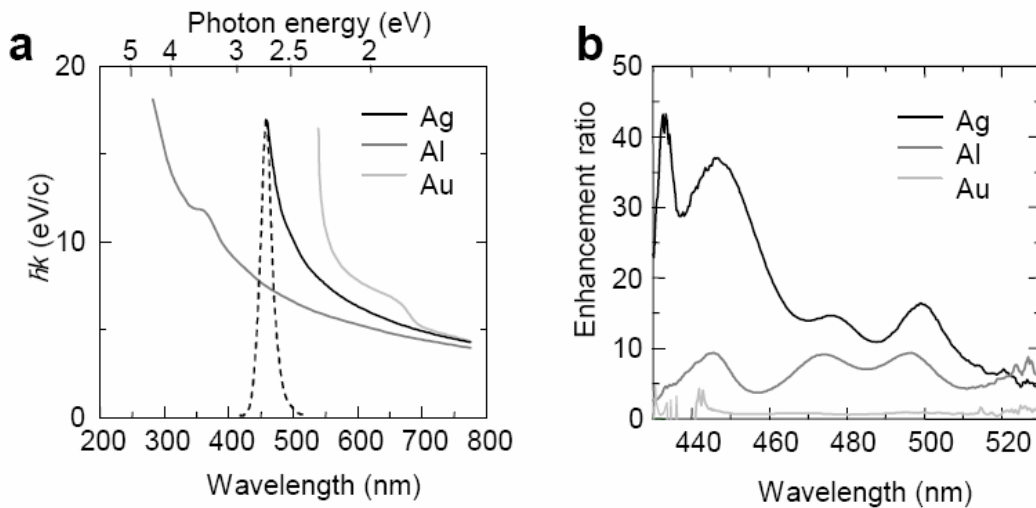 a
Photon energy (eV)
5 4 3 2.5 2
20
10
0
ħk (eV/c)
Ag
Al
Au
200 300 400 500 600 700 800
Wavelength (nm)
b
50
40
30
20
10
0
Enhancement ratio
Ag
Al
Au
440 460 480 500 520
Wavelength (nm)